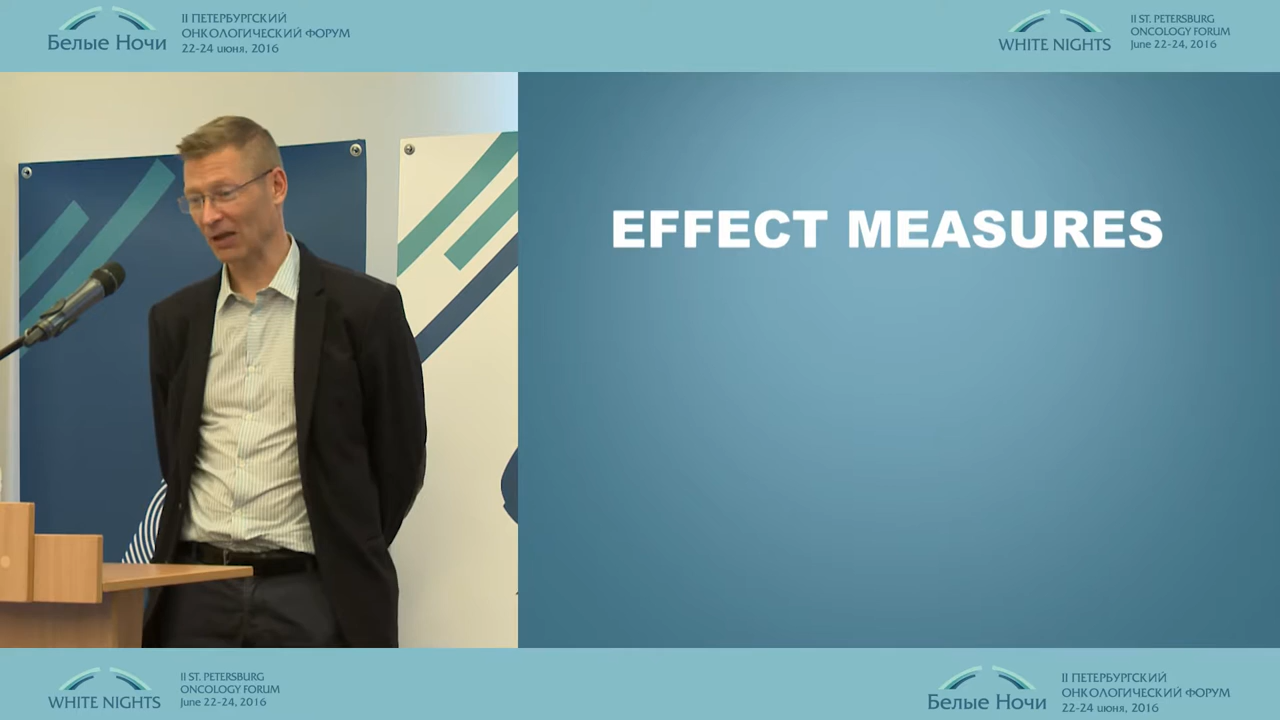 Белые Ночи
II ПЕТЕРБУРГСКИЙ
ОНКОЛОГИЧЕСКИЙ ФОРУМ
22-24 июня, 2016
WHITE NIGHTS
II ST. PETERSBURG
ONCOLOGY FORUM
June 22-24, 2016
EFFECT MEASURES
WHITE NIGHTS
II ST. PETERSBURG
ONCOLOGY FORUM
June 22-24, 2016
Белые Ночи
II ПЕТЕРБУРГСКИЙ
ОНКОЛОГИЧЕСКИЙ ФОРУМ
22-24 июня, 2016